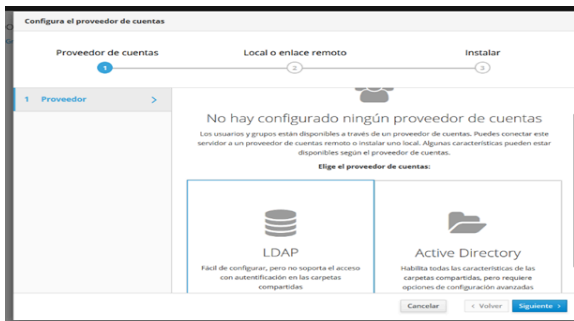 Configura el proveedor de cuentas
Proveedor de cuentas
Local o enlace remoto
Instalar
1
2
3
1 Proveedor
No hay configurado ningún proveedor de cuentas
Los usuarios y grupos están disponibles a través de un proveedor de cuentas. Puedes conectar este
servidor a un proveedor de cuentas remoto o instalar uno local. Algunas características pueden estar
disponibles según el proveedor de cuentas.
Elige el proveedor de cuentas:
LDAP
Fácil de configurar, pero no soporta el acceso
con autentificación en las carpetas
compartidas
Active Directory
Habilita todas las características de las
carpetas compartidas, pero requiere
opciones de configuración avanzadas
Cancelar
< Volver
Siguiente >